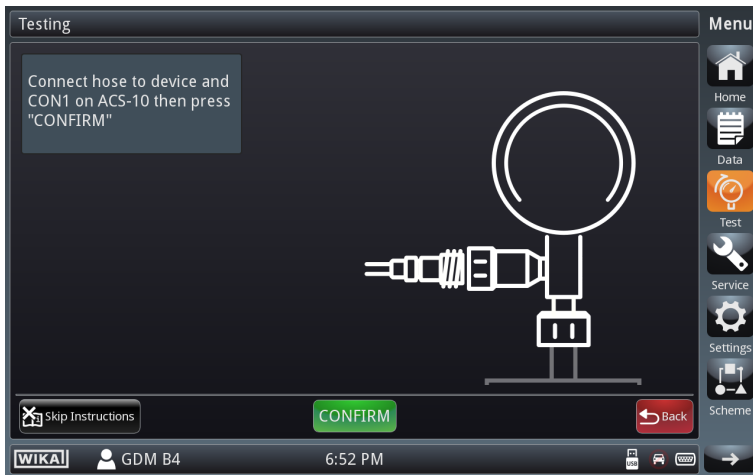 Testing
Menu
Connect hose to device and
CON1 on ACS-10 then press
"CONFIRM"
Home
Data
Test
Service
Settings
Scheme
Skip Instructions
CONFIRM
Back
WIKAI
GDM B4
6:52 PM
USB